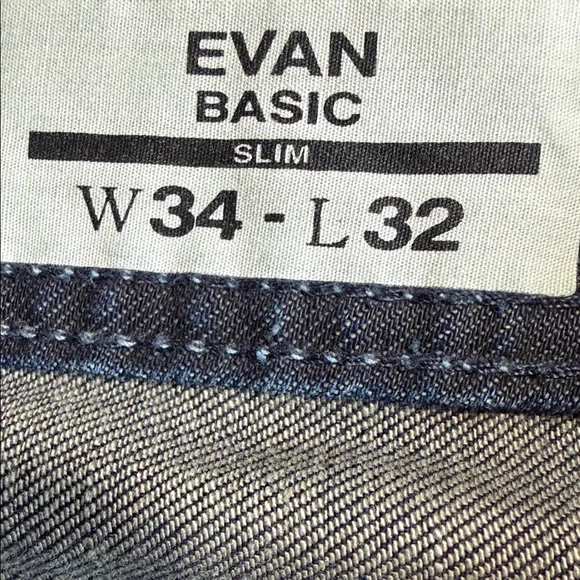 EVAN
BASIC
SLIM
W34 - L32